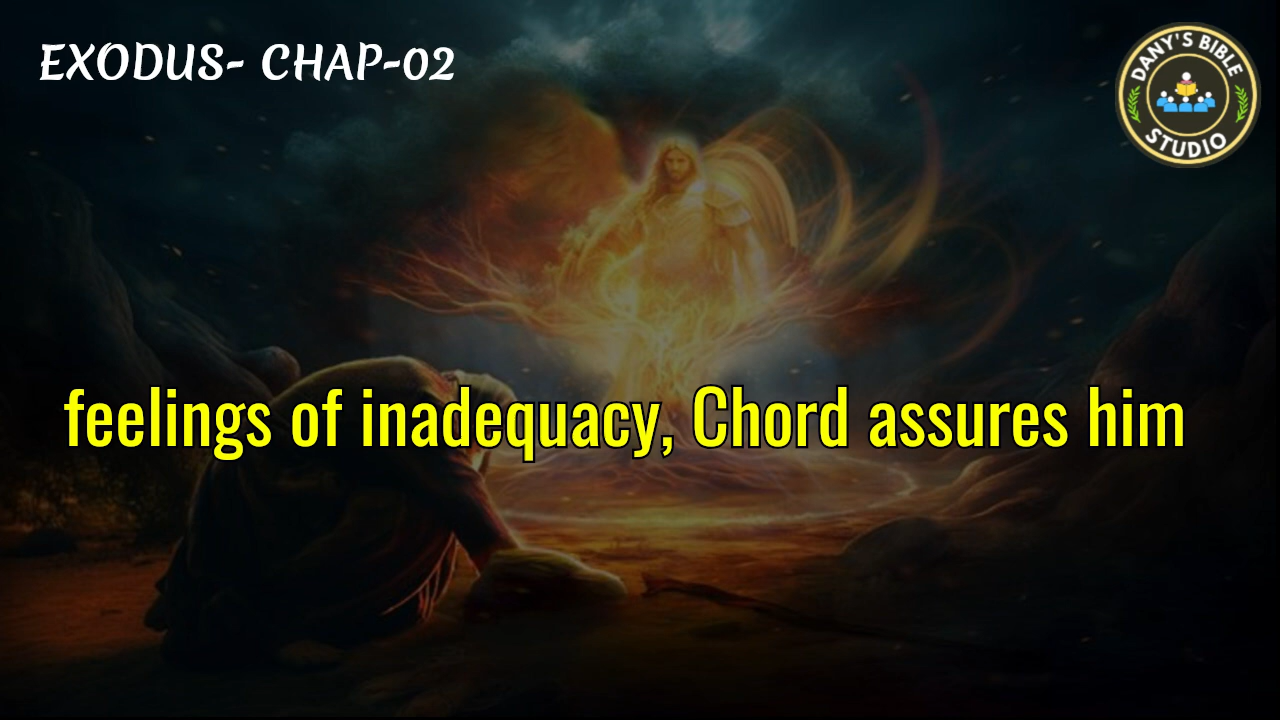 EXODUS- CHAP-02
DANY'S BIBLE
STUDIO
feelings of inadequacy, Chord assures him